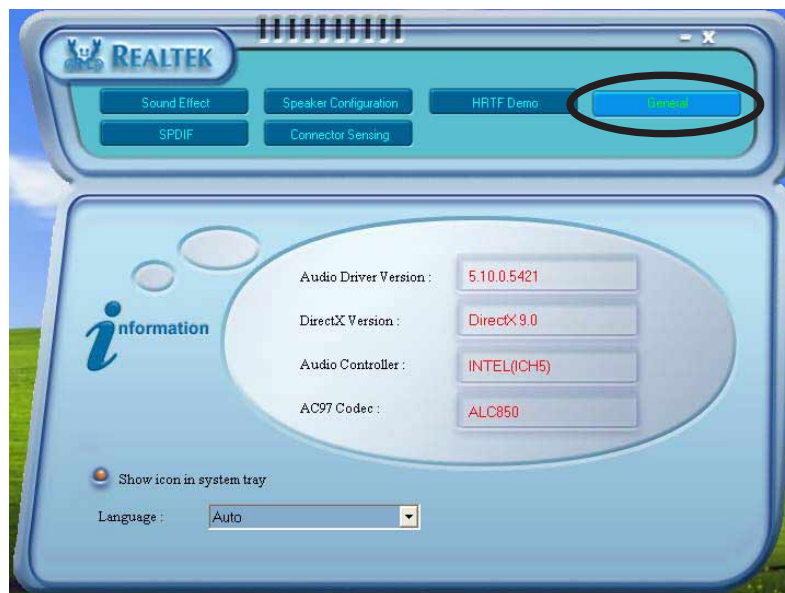 REALTEK
- X
Sound Effect
Speaker Configuration
HRTF Demo
General
SPDIF
Connector Sensing
Audio Driver Version :
5.10.0.5421
DirectX Version :
DirectX 9.0
information
Audio Controller :
INTEL(ICH5)
AC97 Codec :
ALC850
Show icon in system tray
Language :
Auto